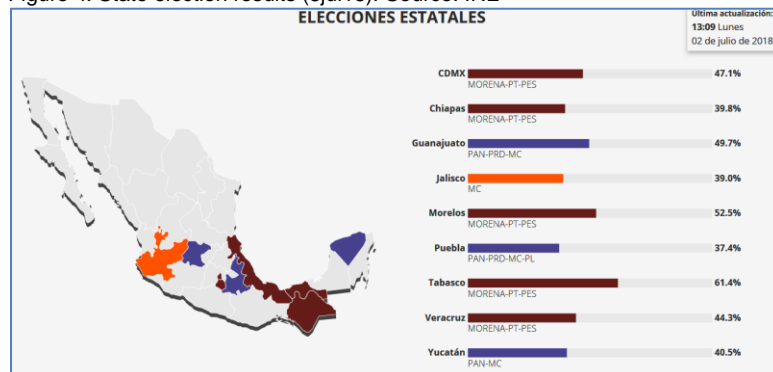 ELECCIONES ESTATALES
Última actualización:
13:09 Lunes
02 de julio de 2018
CDMX 47.1%
MORENA-PT-PES
Chiapas 39.8%
MORENA-PT-PES
Guanajuato 49.7%
PAN-PRD-MC
Jalisco 39.0%
MC
Morelos 52.5%
MORENA-PT-PES
Puebla 37.4%
PAN-PRD-MC-PL
Tabasco 61.4%
MORENA-PT-PES
Veracruz 44.3%
MORENA-PT-PES
Yucatán 40.5%
PAN-MC